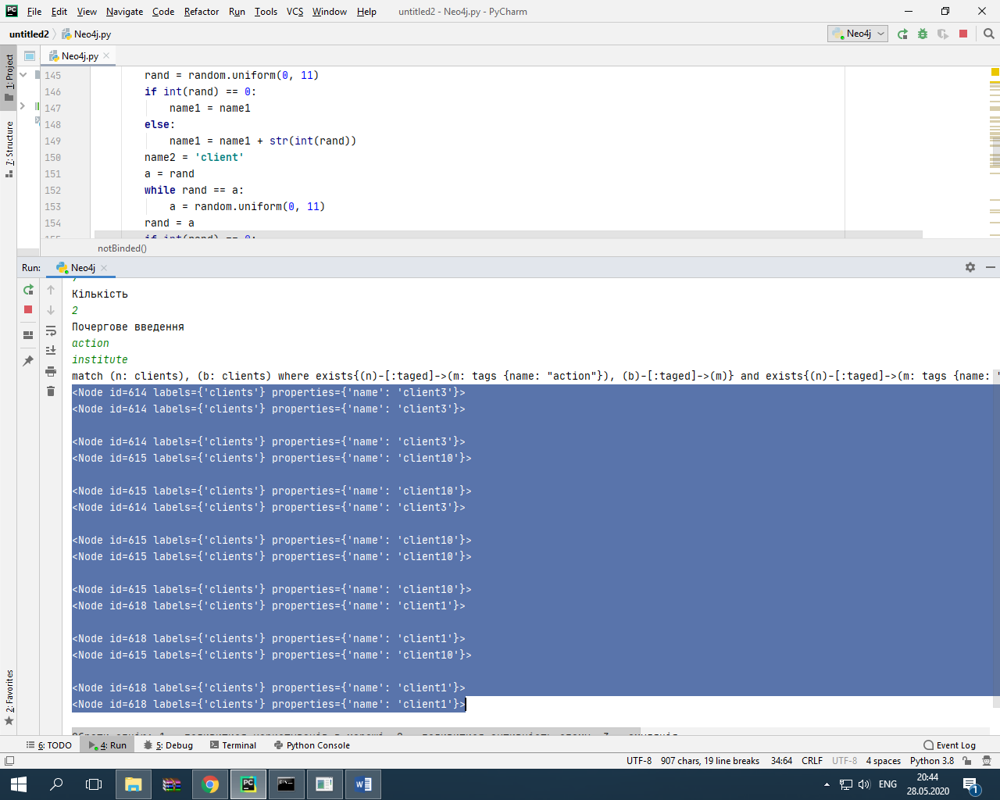 File Edit View Navigate Code Refactor Run Tools VCS Window Help untitled2 - Neo4j.py - PyCharm
untitled2 Neo4j.py Neo4j
1: Project
7: Structure
2: Favorites
Neo4j.py
145 rand = random.uniform(0, 11)
146 if int(rand) == 0:
147 name1 = name1
148 else:
149 name1 = name1 + str(int(rand))
150 name2 = 'client'
151 a = rand
152 while rand == a:
153 a = random.uniform(0, 11)
154 rand = a
155 if int(rand) == 0:
notBinded()
Run: Neo4j
Кількість
2
Почергове введення
action
institute
match (n: clients), (b: clients) where exists{(n)-[:taged]->(m: tags {name: "action"}), (b)-[:taged]->(m)} and exists{(n)-[:taged]->(m: tags {name: "
<Node id=614 labels={'clients'} properties={'name': 'client3'}>
<Node id=614 labels={'clients'} properties={'name': 'client3'}>
<Node id=614 labels={'clients'} properties={'name': 'client3'}>
<Node id=615 labels={'clients'} properties={'name': 'client10'}>
<Node id=615 labels={'clients'} properties={'name': 'client10'}>
<Node id=614 labels={'clients'} properties={'name': 'client3'}>
<Node id=615 labels={'clients'} properties={'name': 'client10'}>
<Node id=615 labels={'clients'} properties={'name': 'client10'}>
<Node id=615 labels={'clients'} properties={'name': 'client10'}>
<Node id=618 labels={'clients'} properties={'name': 'client1'}>
<Node id=618 labels={'clients'} properties={'name': 'client1'}>
<Node id=615 labels={'clients'} properties={'name': 'client10'}>
<Node id=618 labels={'clients'} properties={'name': 'client1'}>
<Node id=618 labels={'clients'} properties={'name': 'client1'}>
6: TODO 4: Run 5: Debug Terminal Python Console Event Log
UTF-8 907 chars, 19 line breaks 34:64 CRLF UTF-8 4 spaces Python 3.8
ENG 20:44
28.05.2020 1